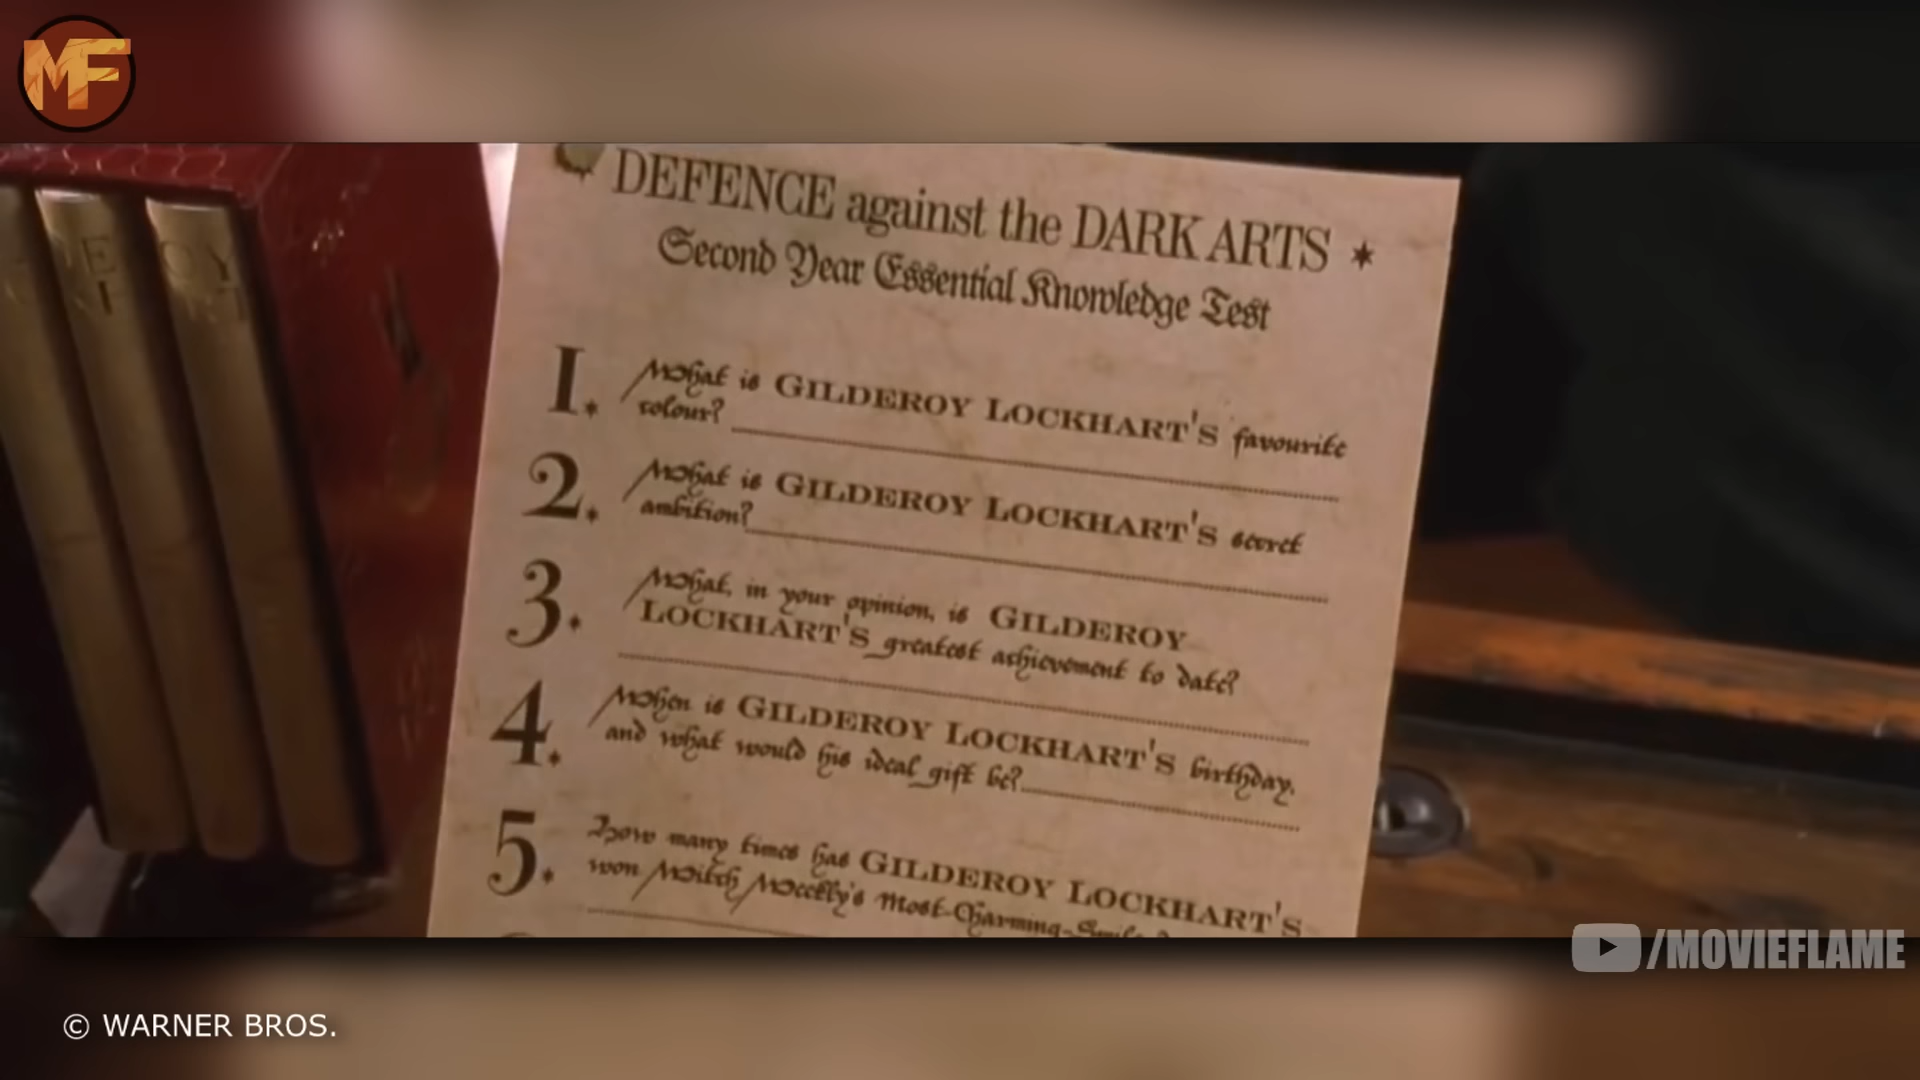 MF
DEFENCE against the DARK ARTS
Second Year Essential Knowledge Test
1. What is GILDEROY LOCKHART'S favourite
colour?
2. What is GILDEROY LOCKHART'S secret
ambition?
3. What, in your opinion, is GILDEROY
LOCKHART'S greatest achievement to date?
4. When is GILDEROY LOCKHART'S birthday,
and what would his ideal gift be?
5. How many times has GILDEROY LOCKHART'S
won Witch Weekly's Most-Charming-Smile
/MOVIEFLAME
© WARNER BROS.